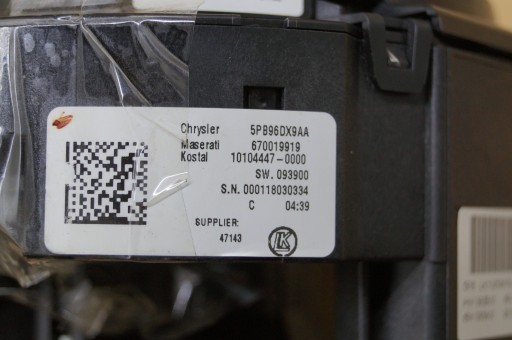 Chrysler 5PB96DX9AA
Maserati 670019919
Kostal 10104447-0000
SW. 093900
S.N. 000118030334
C 04:39
SUPPLIER:
47143
K